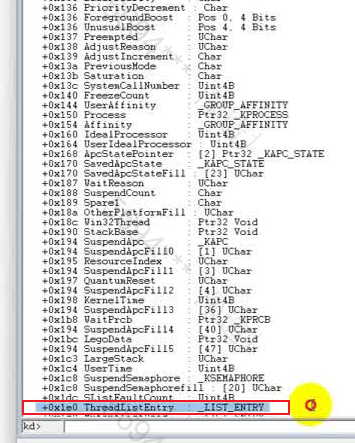 +0x136 PriorityDecrement : Char
+0x136 ForegroundBoost : Pos 0, 4 Bits
+0x136 UnusualBoost : Pos 4, 4 Bits
+0x137 Preempted : UChar
+0x138 AdjustReason : UChar
+0x139 AdjustIncrement : Char
+0x13a PreviousMode : Char
+0x13b Saturation : Char
+0x13c SystemCallNumber : Uint4B
+0x140 FreezeCount : Uint4B
+0x144 UserAffinity : _GROUP_AFFINITY
+0x150 Process : Ptr32 _KPROCESS
+0x154 Affinity : _GROUP_AFFINITY
+0x160 IdealProcessor : Uint4B
+0x164 UserIdealProcessor : Uint4B
+0x168 ApcStatePointer : [2] Ptr32 _KAPC_STATE
+0x170 SavedApcState : _KAPC_STATE
+0x170 SavedApcStateFill : [23] UChar
+0x187 WaitReason : UChar
+0x188 SuspendCount : Char
+0x189 Spare1 : Char
+0x18a OtherPlatformFill : UChar
+0x18c Win32Thread : Ptr32 Void
+0x190 StackBase : Ptr32 Void
+0x194 SuspendApc : _KAPC
+0x194 SuspendApcFill0 : [1] UChar
+0x195 ResourceIndex : UChar
+0x194 SuspendApcFill1 : [3] UChar
+0x197 QuantumReset : UChar
+0x194 SuspendApcFill2 : [4] UChar
+0x198 KernelTime : Uint4B
+0x194 SuspendApcFill3 : [36] UChar
+0x1b8 WaitPrcb : Ptr32 _KPRCB
+0x194 SuspendApcFill4 : [40] UChar
+0x1bc LegoData : Ptr32 Void
+0x194 SuspendApcFill5 : [47] UChar
+0x1c3 LargeStack : UChar
+0x1c4 UserTime : Uint4B
+0x1c8 SuspendSemaphore : _KSEMAPHORE
+0x1c8 SuspendSemaphorefill : [20] UChar
+0x1dc SListFaultCount : Uint4B
+0x1e0 ThreadListEntry : _LIST_ENTRY
kd>